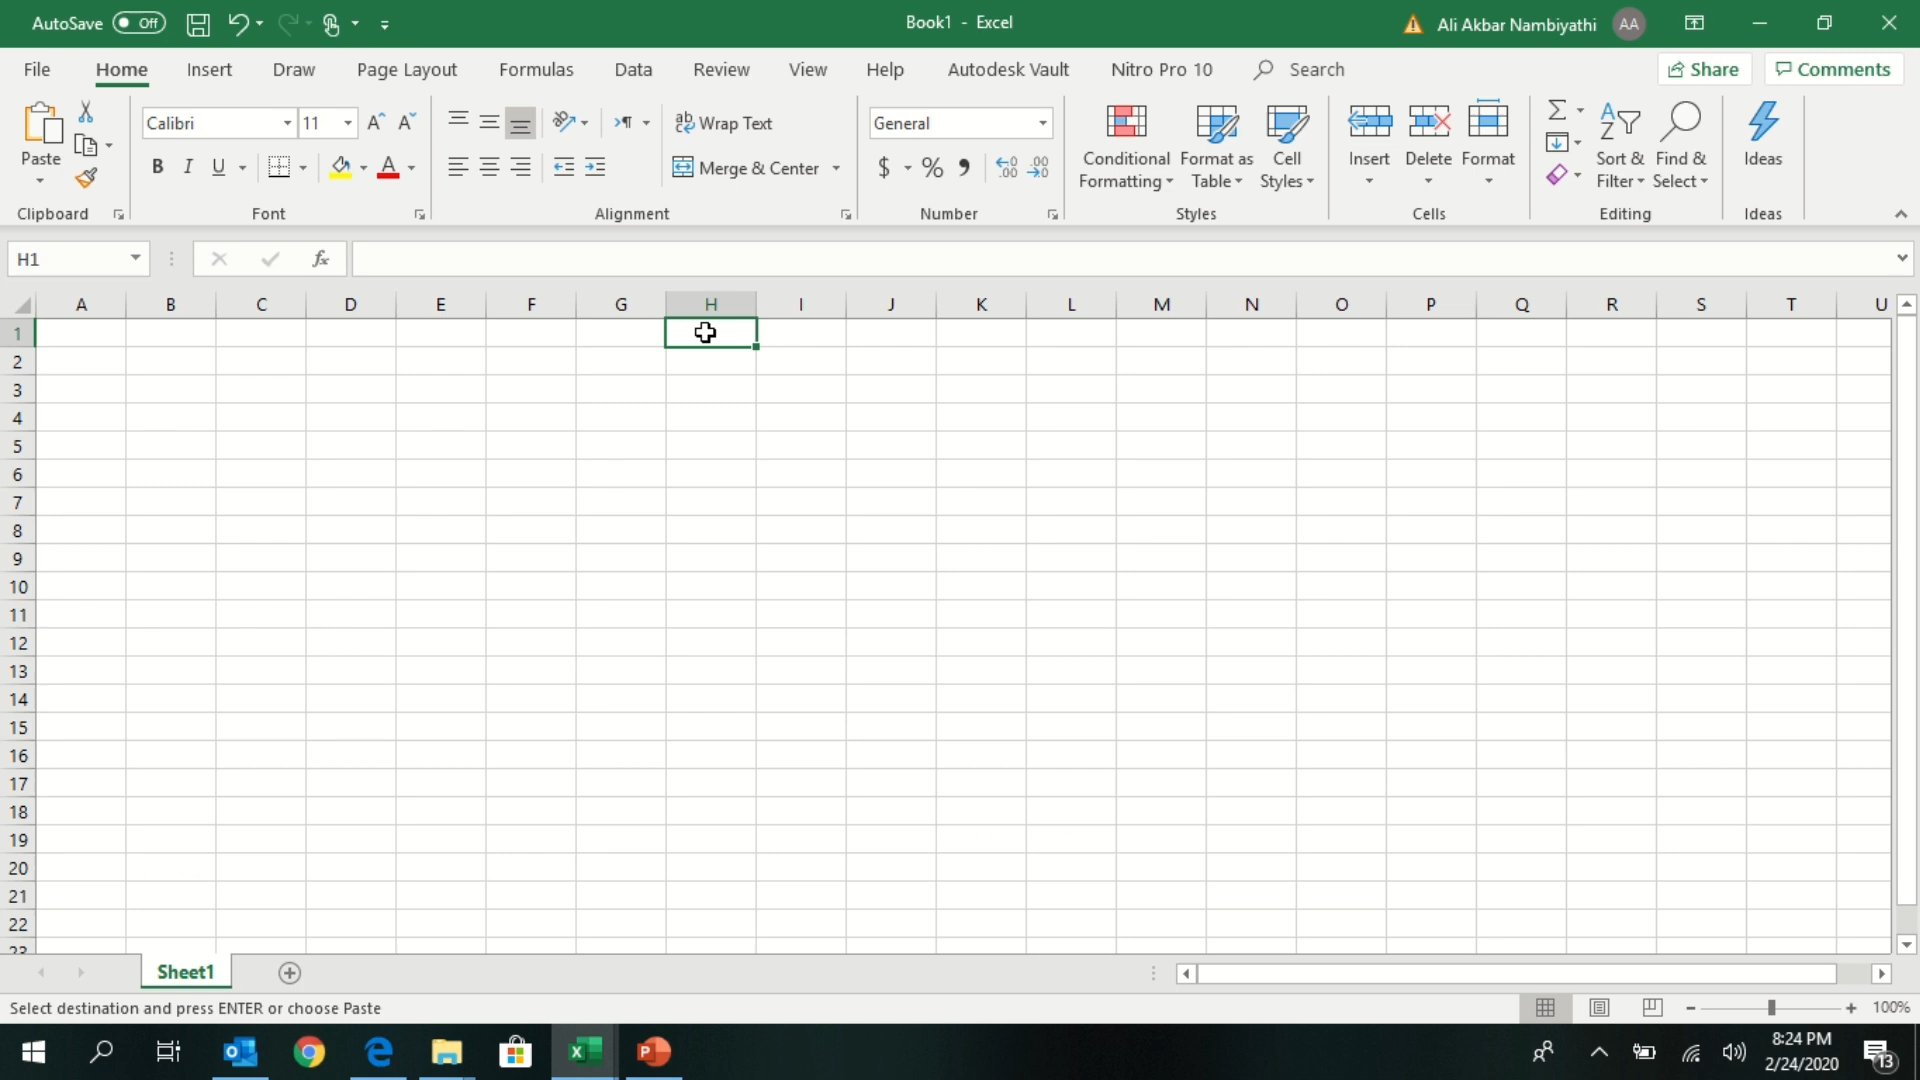 AutoSave Off Book1 - Excel Ali Akbar Nambiyathi AA
File Home Insert Draw Page Layout Formulas Data Review View Help Autodesk Vault Nitro Pro 10 Search Share Comments
Calibri 11 A A ab Wrap Text General
Paste B I U A Merge & Center $ % , Conditional Formatting Format as Table Cell Styles Insert Delete Format Sort & Filter Find & Select Ideas
Clipboard Font Alignment Number Styles Cells Editing Ideas
H1 fx
A B C D E F G H I J K L M N O P Q R S T U
1
2
3
4
5
6
7
8
9
10
11
12
13
14
15
16
17
18
19
20
21
22
23
Sheet1
Select destination and press ENTER or choose Paste 100%
8:24 PM
2/24/2020 13